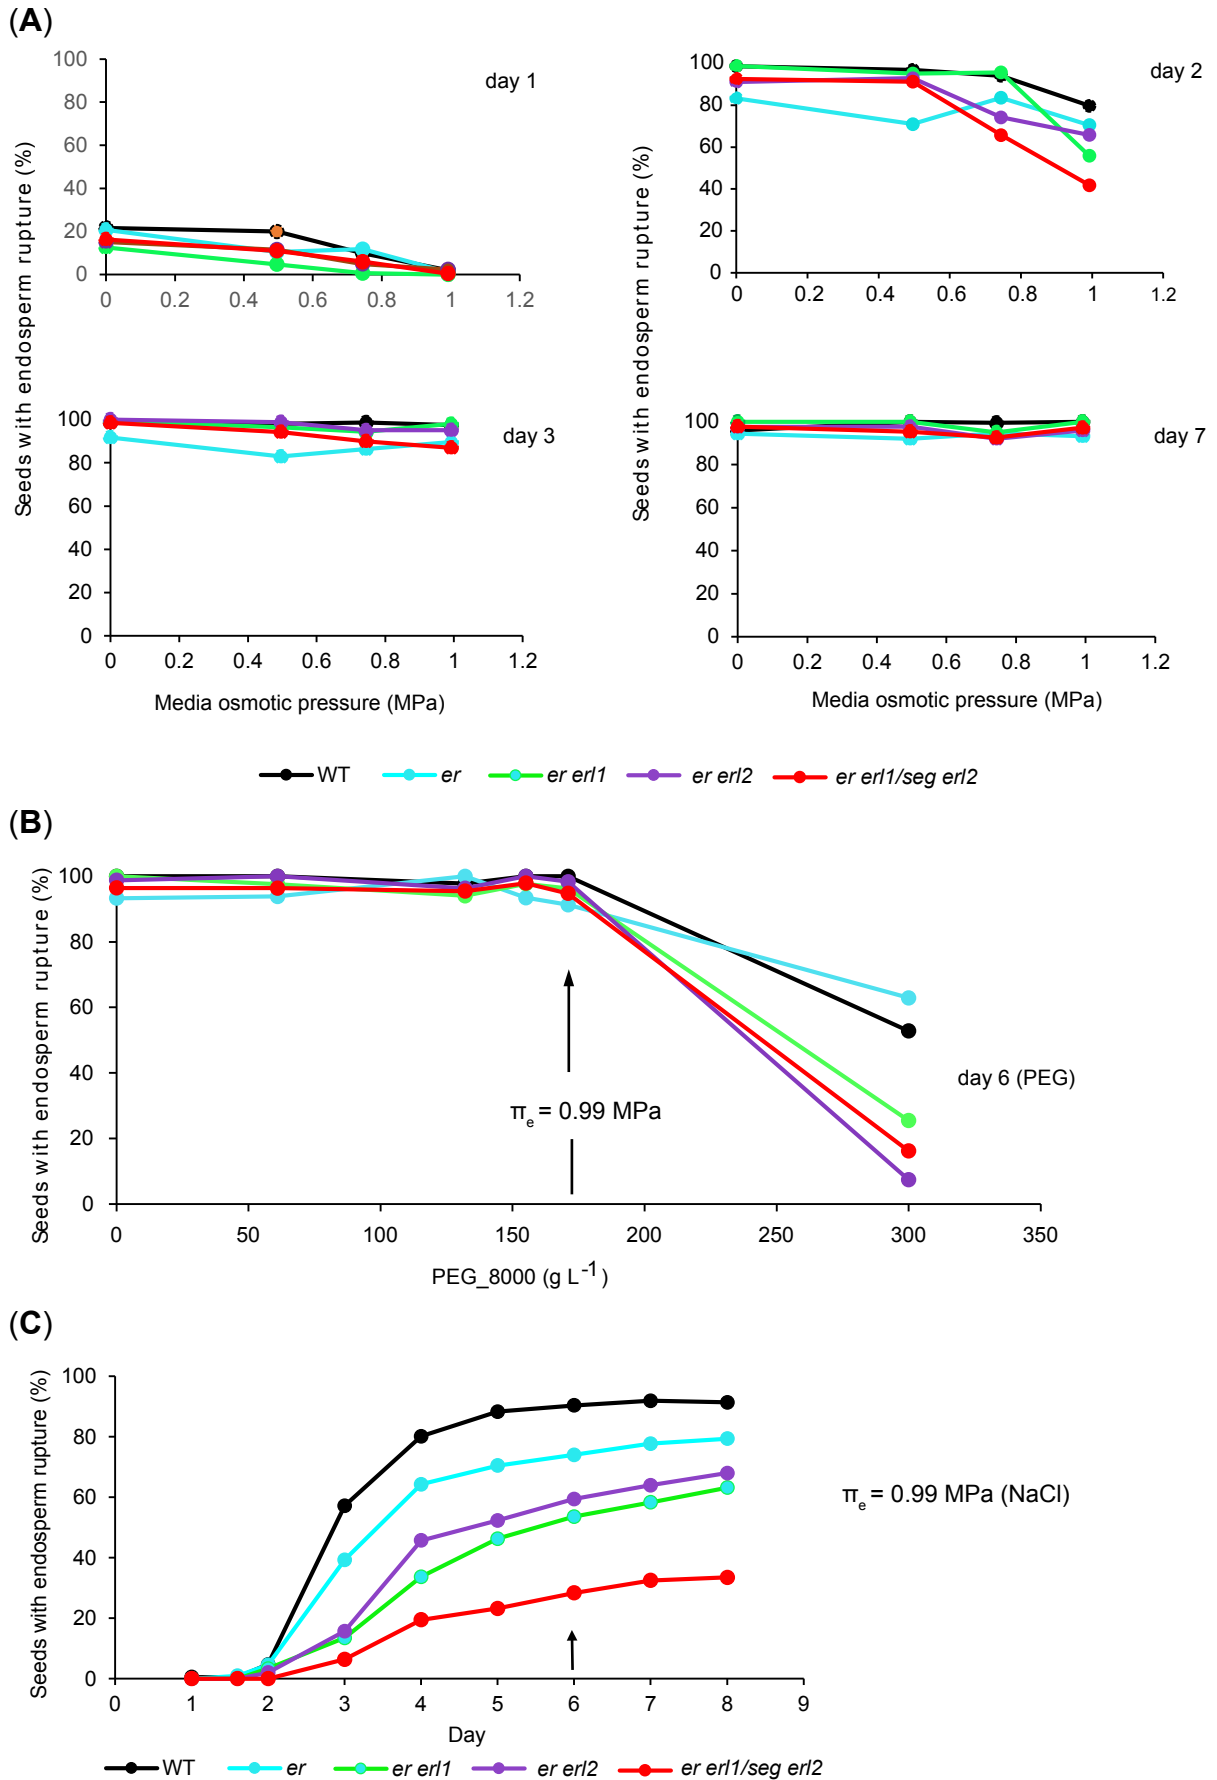 (A)
day 1
day 2
Seeds with endosperm rupture (%)
100
80
60
40
20
0
0 0.2 0.4 0.6 0.8 1 1.2
Seeds with endosperm rupture (%)
100
80
60
40
20
0
0 0.2 0.4 0.6 0.8 1 1.2
day 3
day 7
100
80
60
40
20
0
0 0.2 0.4 0.6 0.8 1 1.2
Media osmotic pressure (MPa)
100
80
60
40
20
0
0 0.2 0.4 0.6 0.8 1 1.2
Media osmotic pressure (MPa)
WT er er erl1 er erl2 er erl1/seg erl2
(B)
Seeds with endosperm rupture (%)
100
80
60
40
20
0
πe = 0.99 MPa
day 6 (PEG)
0 50 100 150 200 250 300 350
PEG_8000 (g L-1)
(C)
Seeds with endosperm rupture (%)
100
80
60
40
20
0
πe = 0.99 MPa (NaCl)
0 1 2 3 4 5 6 7 8 9
Day
WT er er erl1 er erl2 er erl1/seg erl2